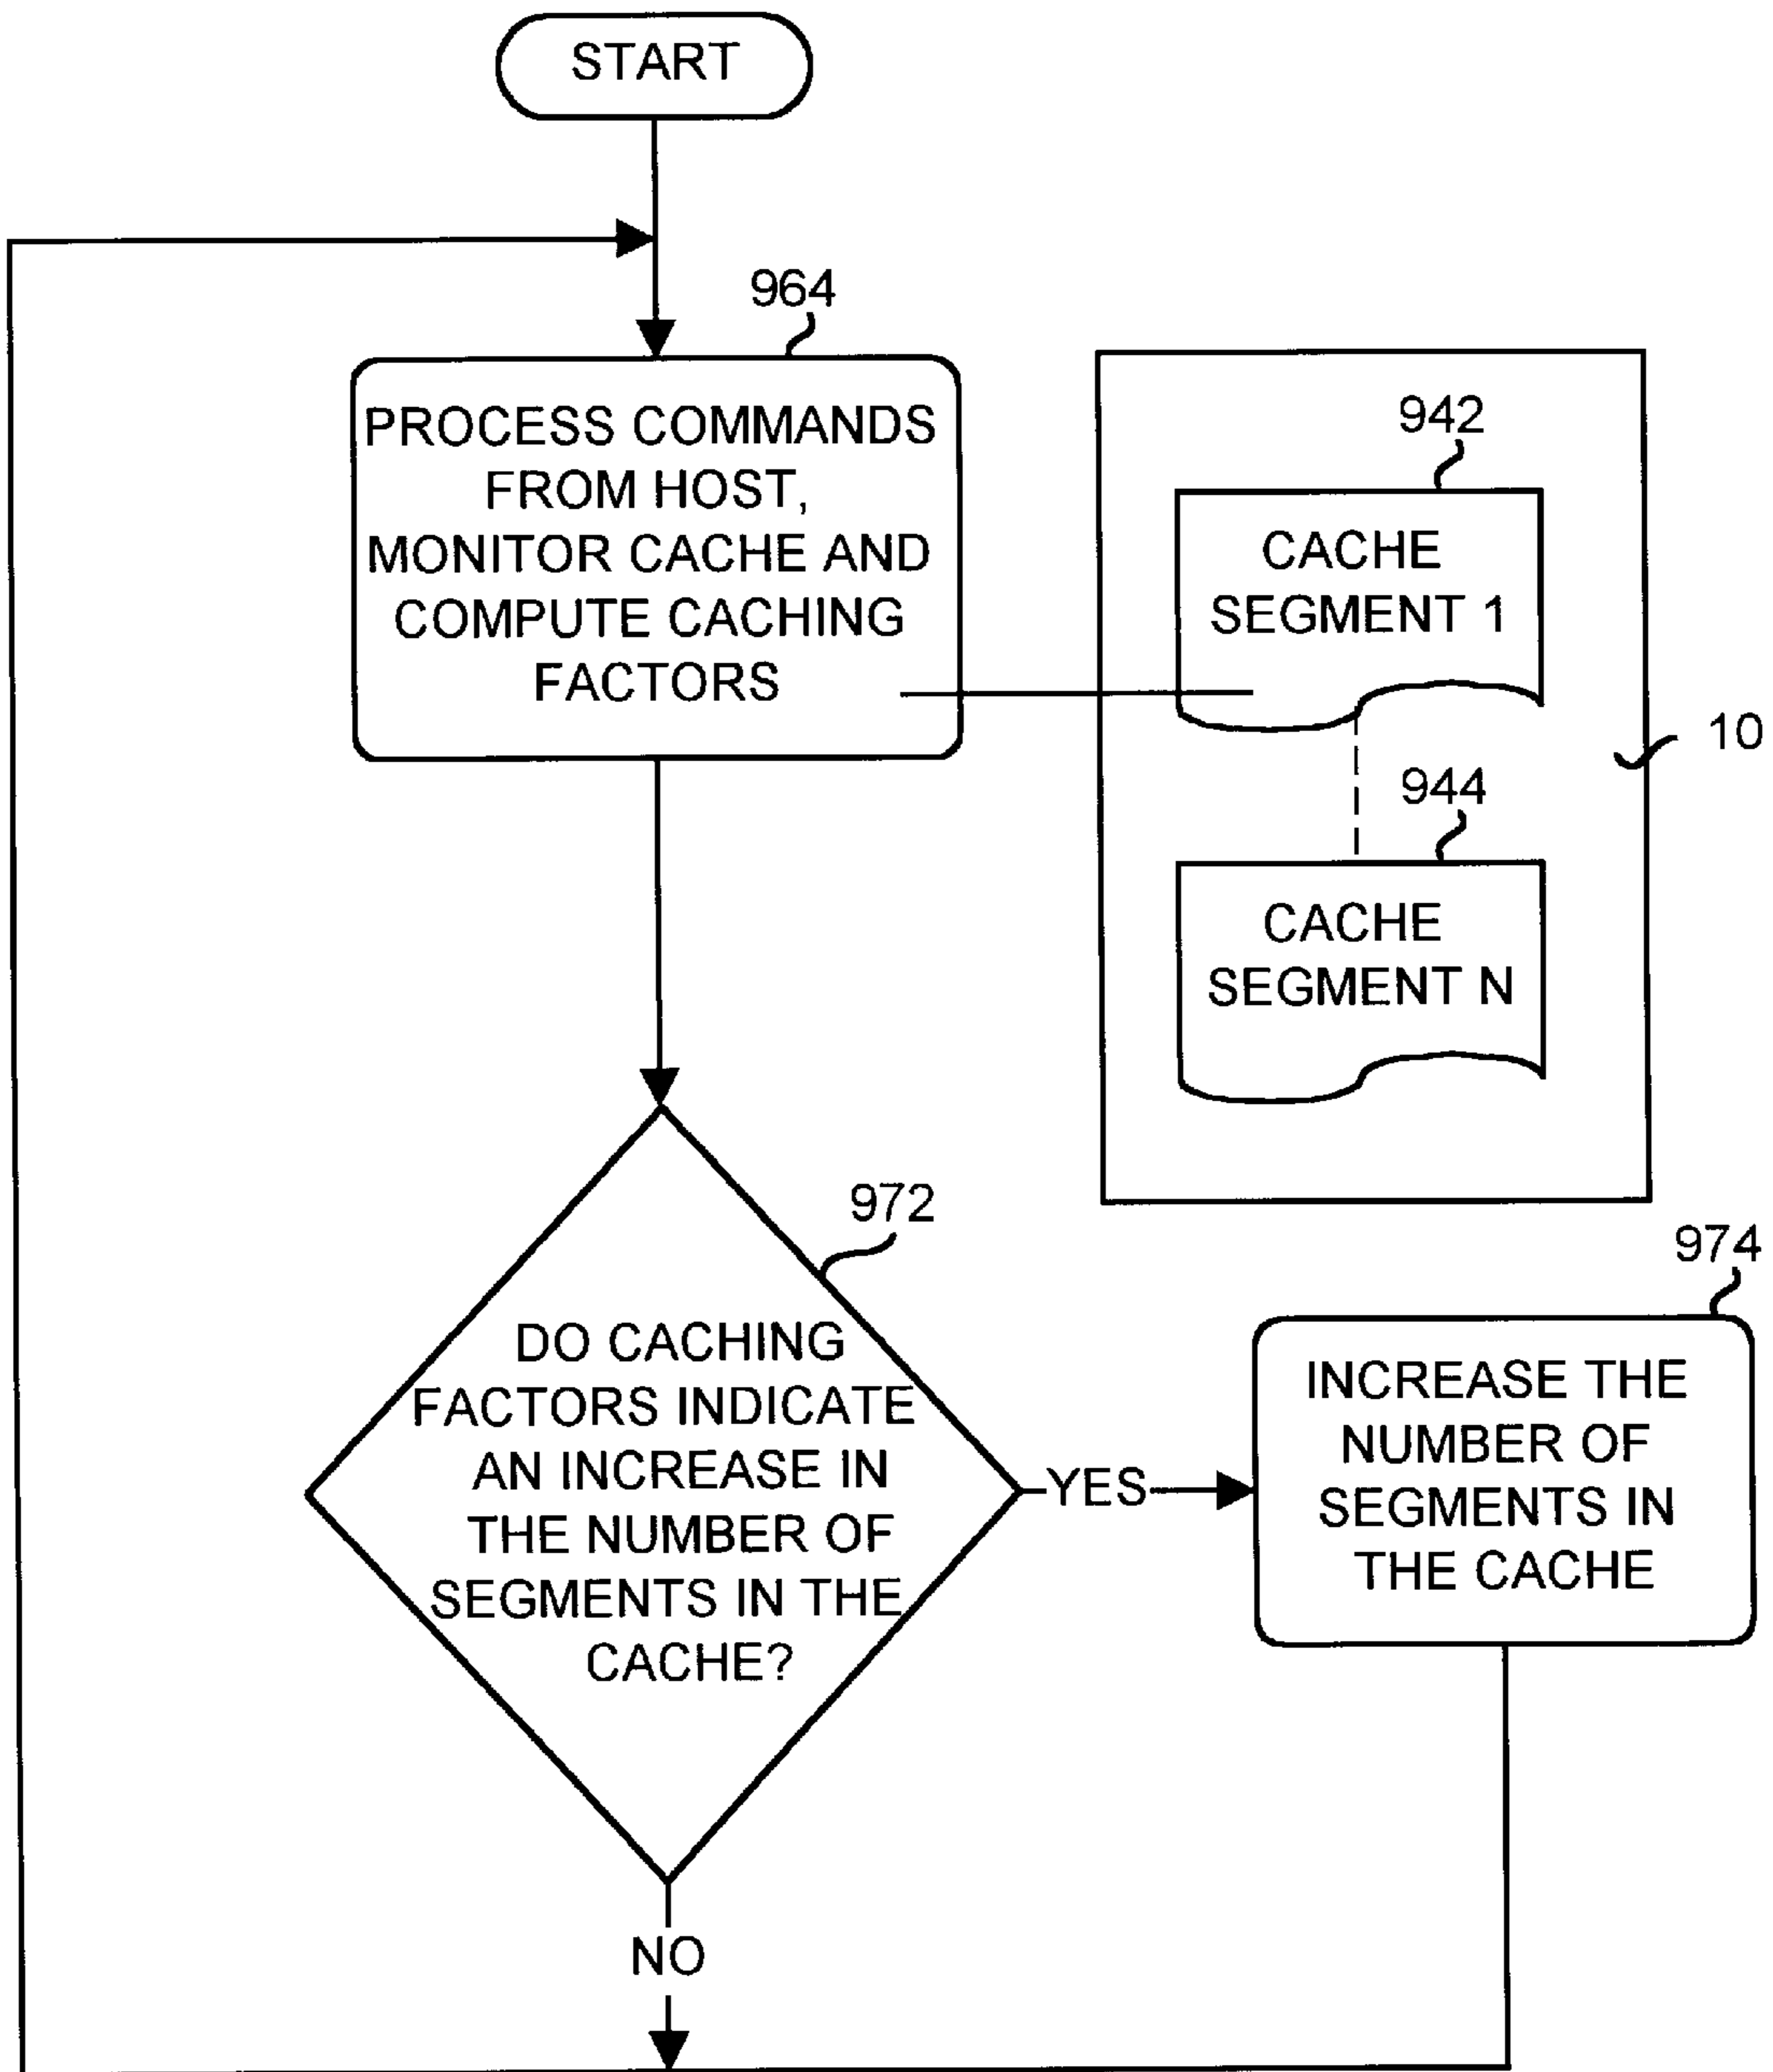 START
964
PROCESS COMMANDS
FROM HOST,
MONITOR CACHE AND
COMPUTE CACHING
FACTORS
942
CACHE
SEGMENT 1
10
944
CACHE
SEGMENT N
972
DO CACHING
FACTORS INDICATE
AN INCREASE IN
THE NUMBER OF
SEGMENTS IN THE
CACHE?
YES
974
INCREASE THE
NUMBER OF
SEGMENTS IN
THE CACHE
NO